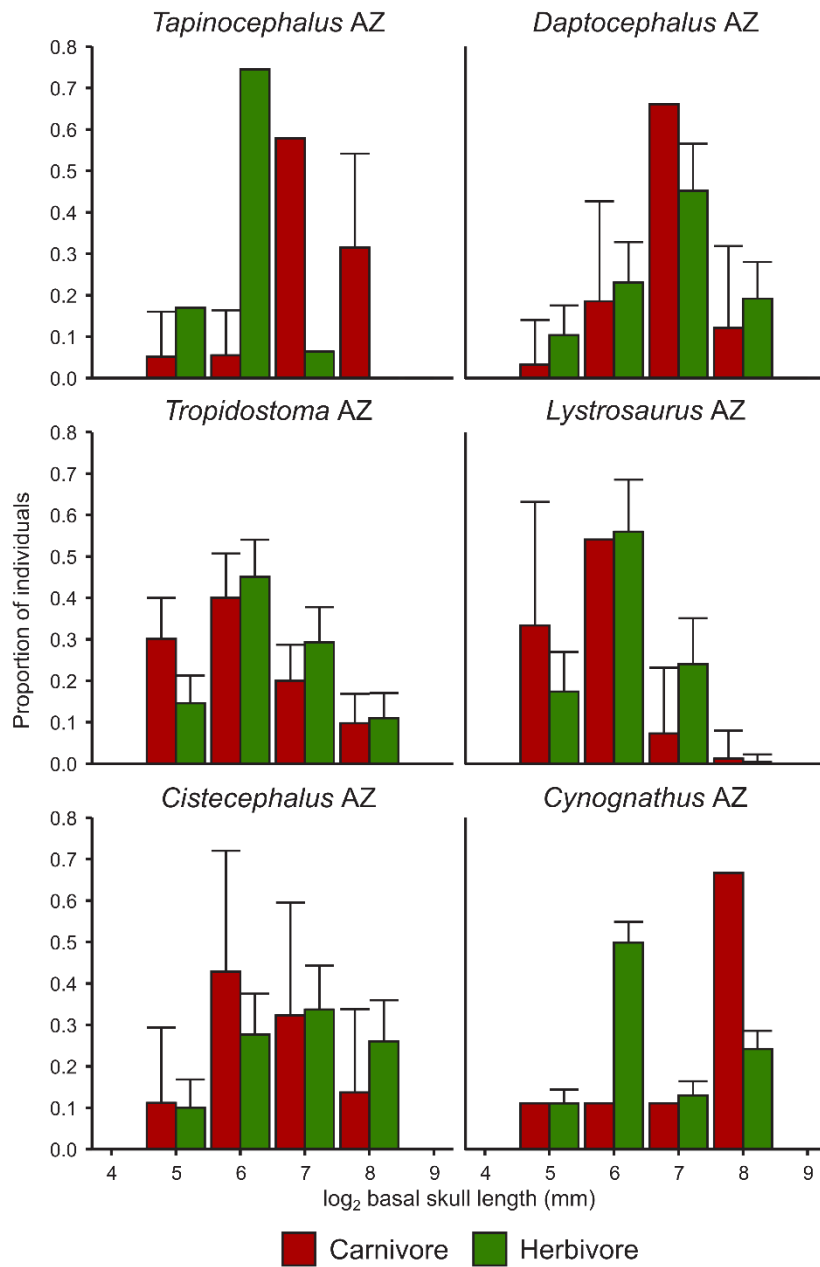 Tapinocephalus AZ
Daptocephalus AZ
0.8
0.7
0.6
0.5
0.4
0.3
0.2
0.1
0.0
Tropidostoma AZ
Lystrosaurus AZ
0.8
0.7
0.6
0.5
0.4
0.3
0.2
0.1
0.0
Proportion of individuals
Cistecephalus AZ
Cynognathus AZ
0.8
0.7
0.6
0.5
0.4
0.3
0.2
0.1
0.0
4 5 6 7 8 9 4 5 6 7 8 9
log₂ basal skull length (mm)
Carnivore Herbivore